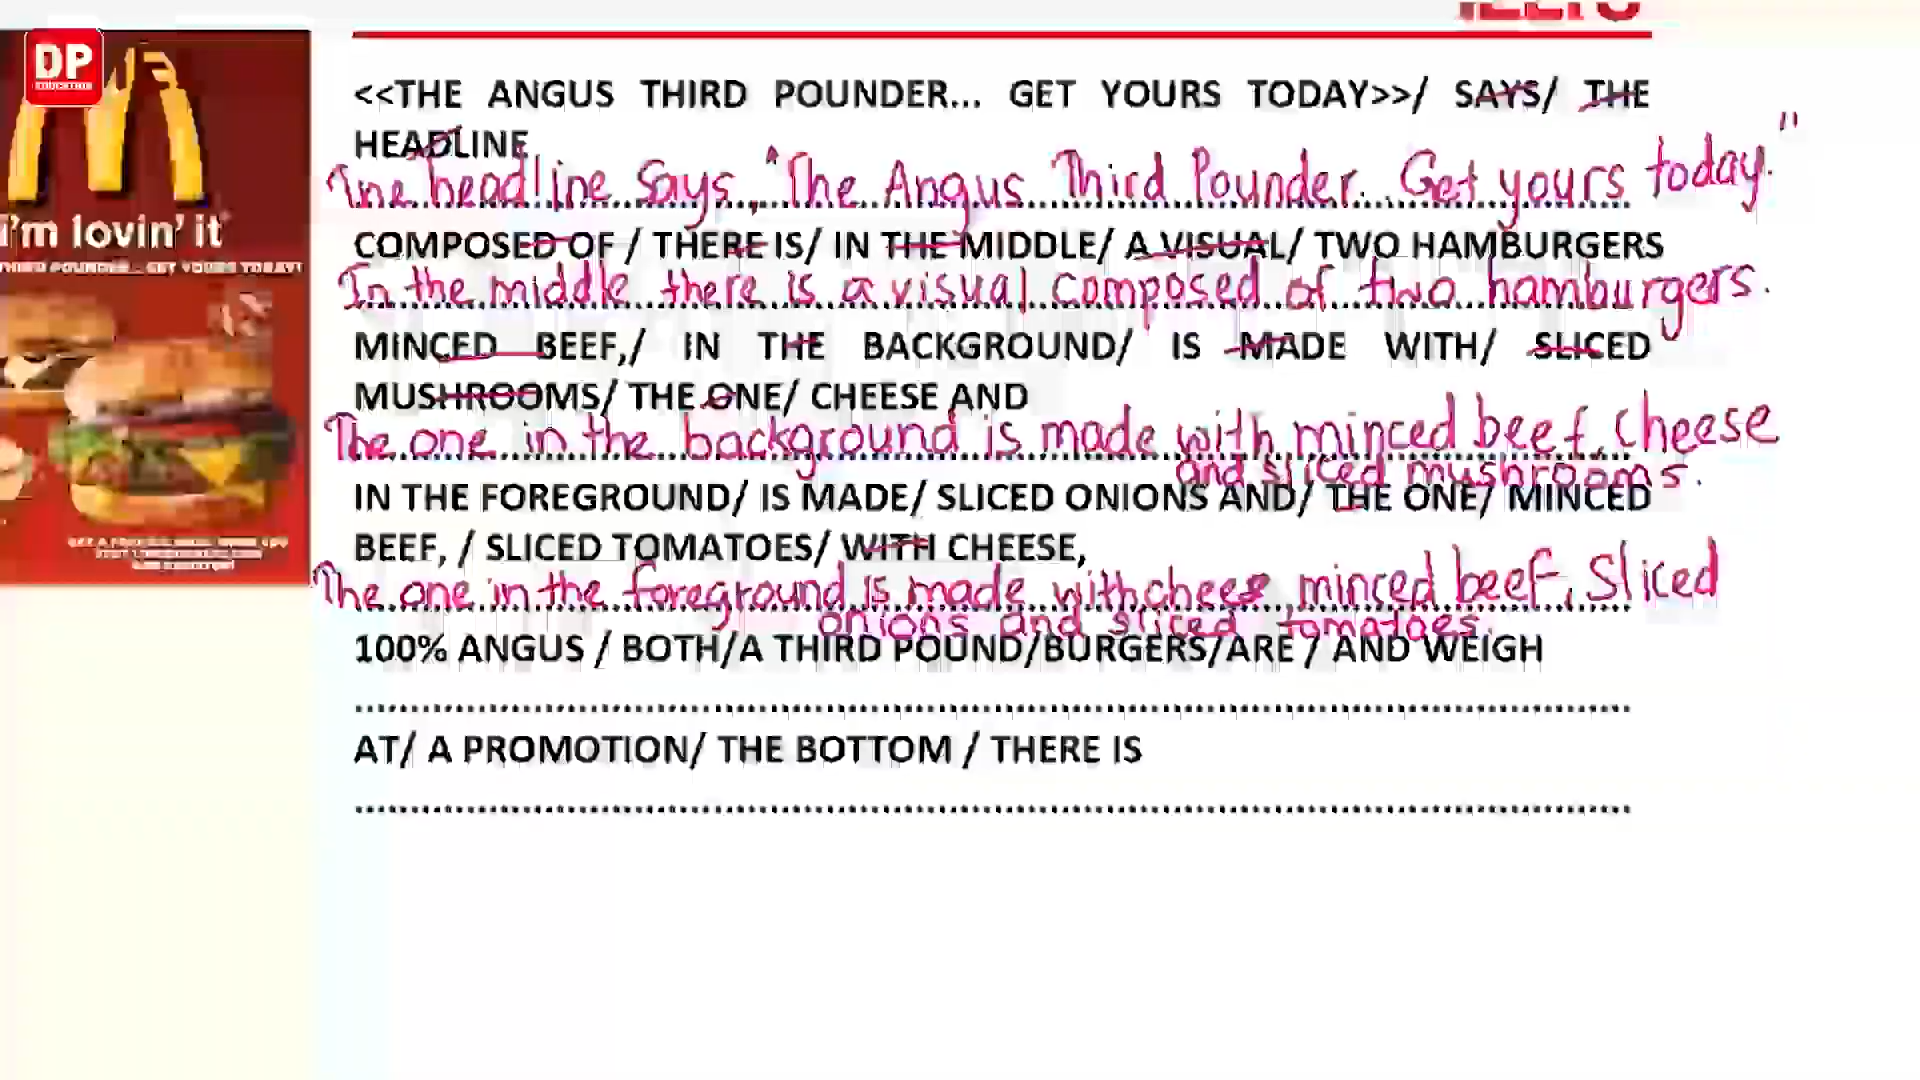 DP
EDUCATION
i'm lovin' it
THIRD POUNDER... GET YOURS TODAY!
<<THE ANGUS THIRD POUNDER... GET YOURS TODAY>>/ SAYS/ THE
HEADLINE
The headline says, "The Angus Third Pounder...Get yours today."
COMPOSED OF / THERE IS/ IN THE MIDDLE/ A VISUAL/ TWO HAMBURGERS
In the middle there is a visual composed of two hamburgers.
MINCED BEEF,/ IN THE BACKGROUND/ IS MADE WITH/ SLICED
MUSHROOMS/ THE ONE/ CHEESE AND
The one in the background is made with minced beef, cheese
and sliced mushrooms.
IN THE FOREGROUND/ IS MADE/ SLICED ONIONS AND/ THE ONE/ MINCED
BEEF, / SLICED TOMATOES/ WITH CHEESE,
The one in the foreground is made with cheese, minced beef, sliced
onions and sliced tomatoes.
100% ANGUS / BOTH/A THIRD POUND/BURGERS/ARE / AND WEIGH
AT/ A PROMOTION/ THE BOTTOM / THERE IS